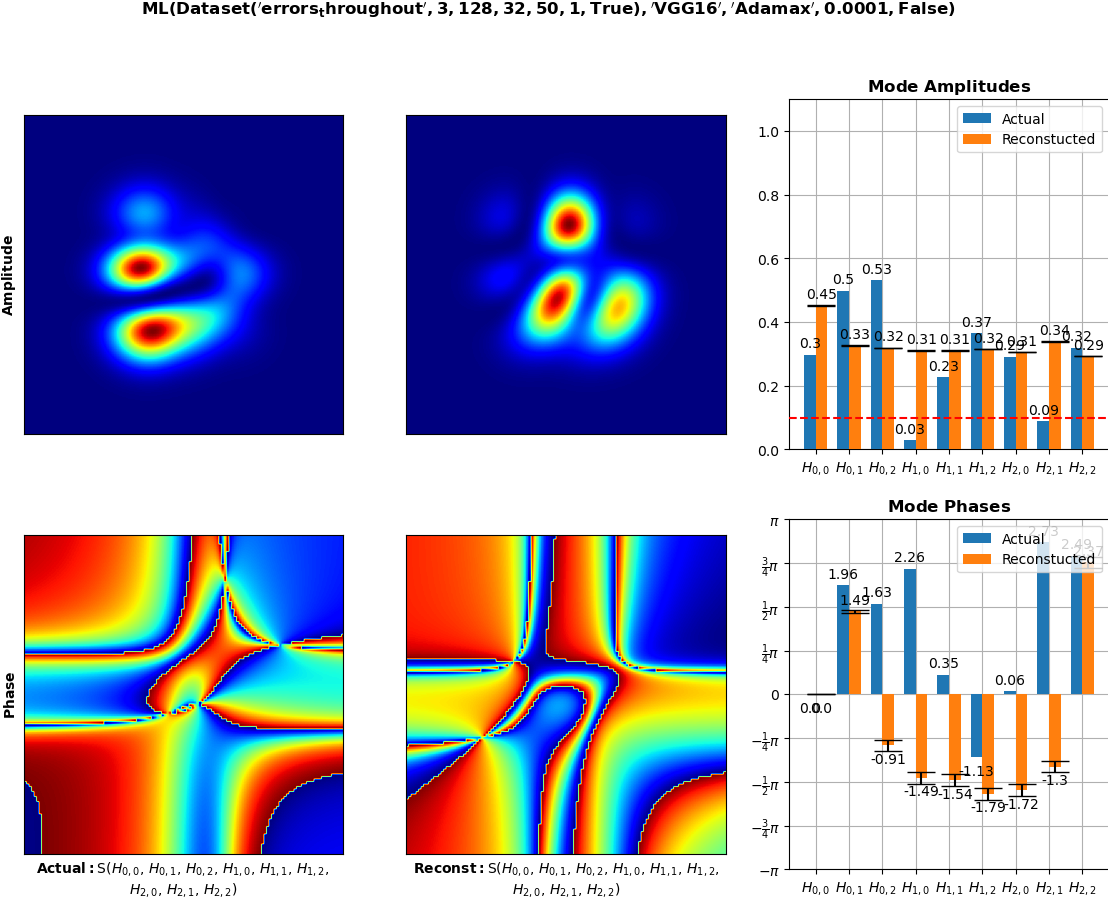 ML(Dataset('errors_throughout', 3, 128, 32, 50, 1, True), 'VGG16', 'Adamax', 0.0001, False)
Amplitude
Mode Amplitudes
Actual
Reconstucted
1.0
0.8
0.6
0.4
0.2
0.0
0.3 0.5 0.53 0.03 0.23 0.37 0.29 0.09 0.32
0.45 0.33 0.32 0.31 0.31 0.32 0.31 0.34 0.29
H0,0 H0,1 H0,2 H1,0 H1,1 H1,2 H2,0 H2,1 H2,2
Phase
Mode Phases
Actual
Reconstucted
π
3/4π
1/2π
1/4π
0
−1/4π
−1/2π
−3/4π
−π
0.0 1.96 1.63 2.26 0.35 -1.13 0.06 2.73 2.49
0.0 1.49 -0.91 -1.49 -1.54 -1.79 -1.72 -1.3 2.37
H0,0 H0,1 H0,2 H1,0 H1,1 H1,2 H2,0 H2,1 H2,2
Actual: S(H0,0, H0,1, H0,2, H1,0, H1,1, H1,2,
H2,0, H2,1, H2,2)
Reconst: S(H0,0, H0,1, H0,2, H1,0, H1,1, H1,2,
H2,0, H2,1, H2,2)